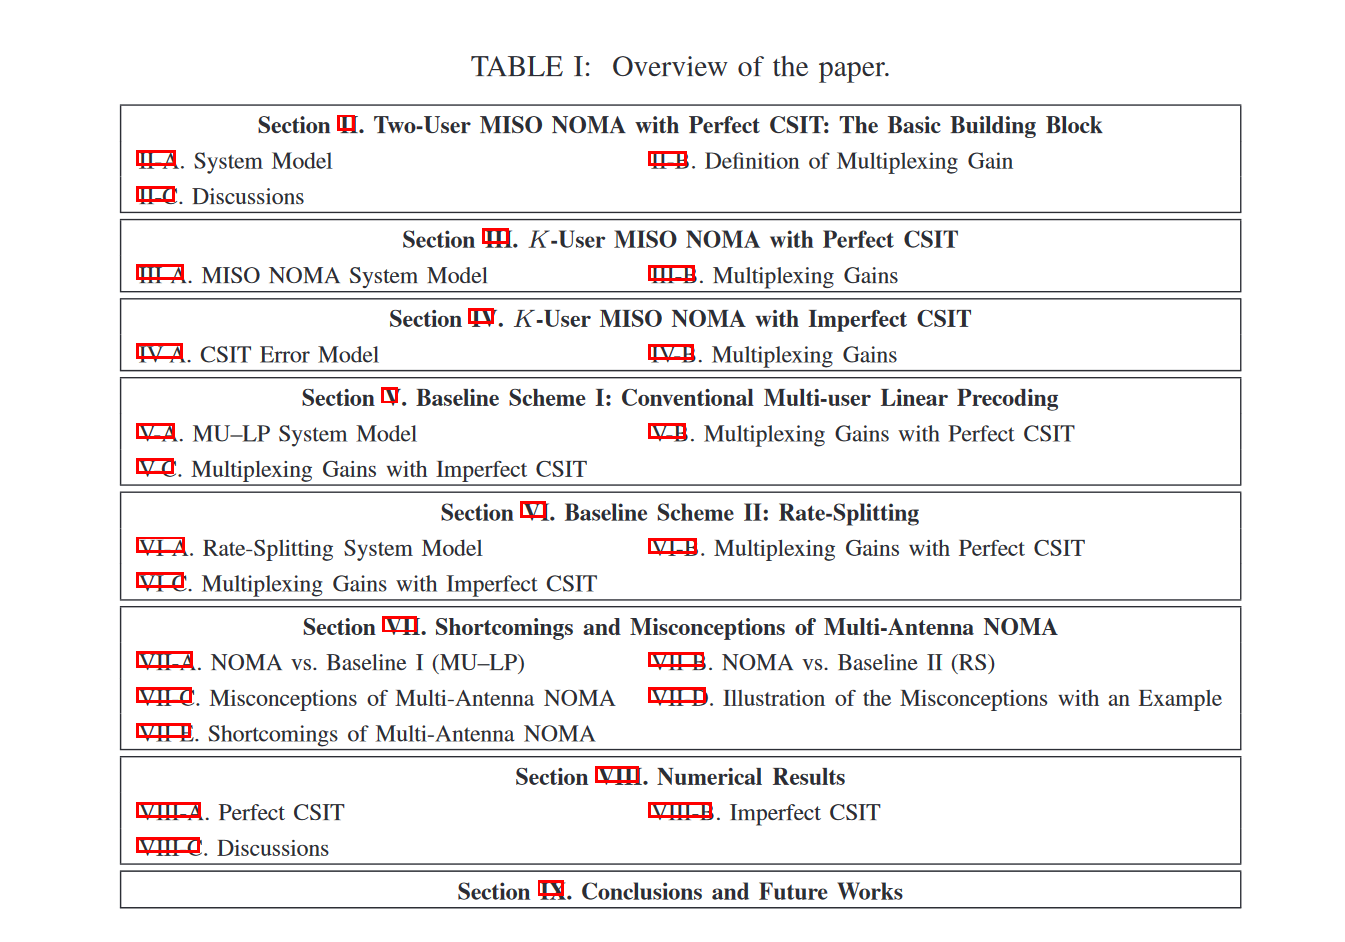 TABLE I: Overview of the paper.
Section II. Two-User MISO NOMA with Perfect CSIT: The Basic Building Block
II-A. System Model II-B. Definition of Multiplexing Gain
II-C. Discussions
Section III. K-User MISO NOMA with Perfect CSIT
III-A. MISO NOMA System Model III-B. Multiplexing Gains
Section IV. K-User MISO NOMA with Imperfect CSIT
IV-A. CSIT Error Model IV-B. Multiplexing Gains
Section V. Baseline Scheme I: Conventional Multi-user Linear Precoding
V-A. MU–LP System Model V-B. Multiplexing Gains with Perfect CSIT
V-C. Multiplexing Gains with Imperfect CSIT
Section VI. Baseline Scheme II: Rate-Splitting
VI-A. Rate-Splitting System Model VI-B. Multiplexing Gains with Perfect CSIT
VI-C. Multiplexing Gains with Imperfect CSIT
Section VII. Shortcomings and Misconceptions of Multi-Antenna NOMA
VII-A. NOMA vs. Baseline I (MU–LP) VII-B. NOMA vs. Baseline II (RS)
VII-C. Misconceptions of Multi-Antenna NOMA VII-D. Illustration of the Misconceptions with an Example
VII-E. Shortcomings of Multi-Antenna NOMA
Section VIII. Numerical Results
VIII-A. Perfect CSIT VIII-B. Imperfect CSIT
VIII-C. Discussions
Section IX. Conclusions and Future Works